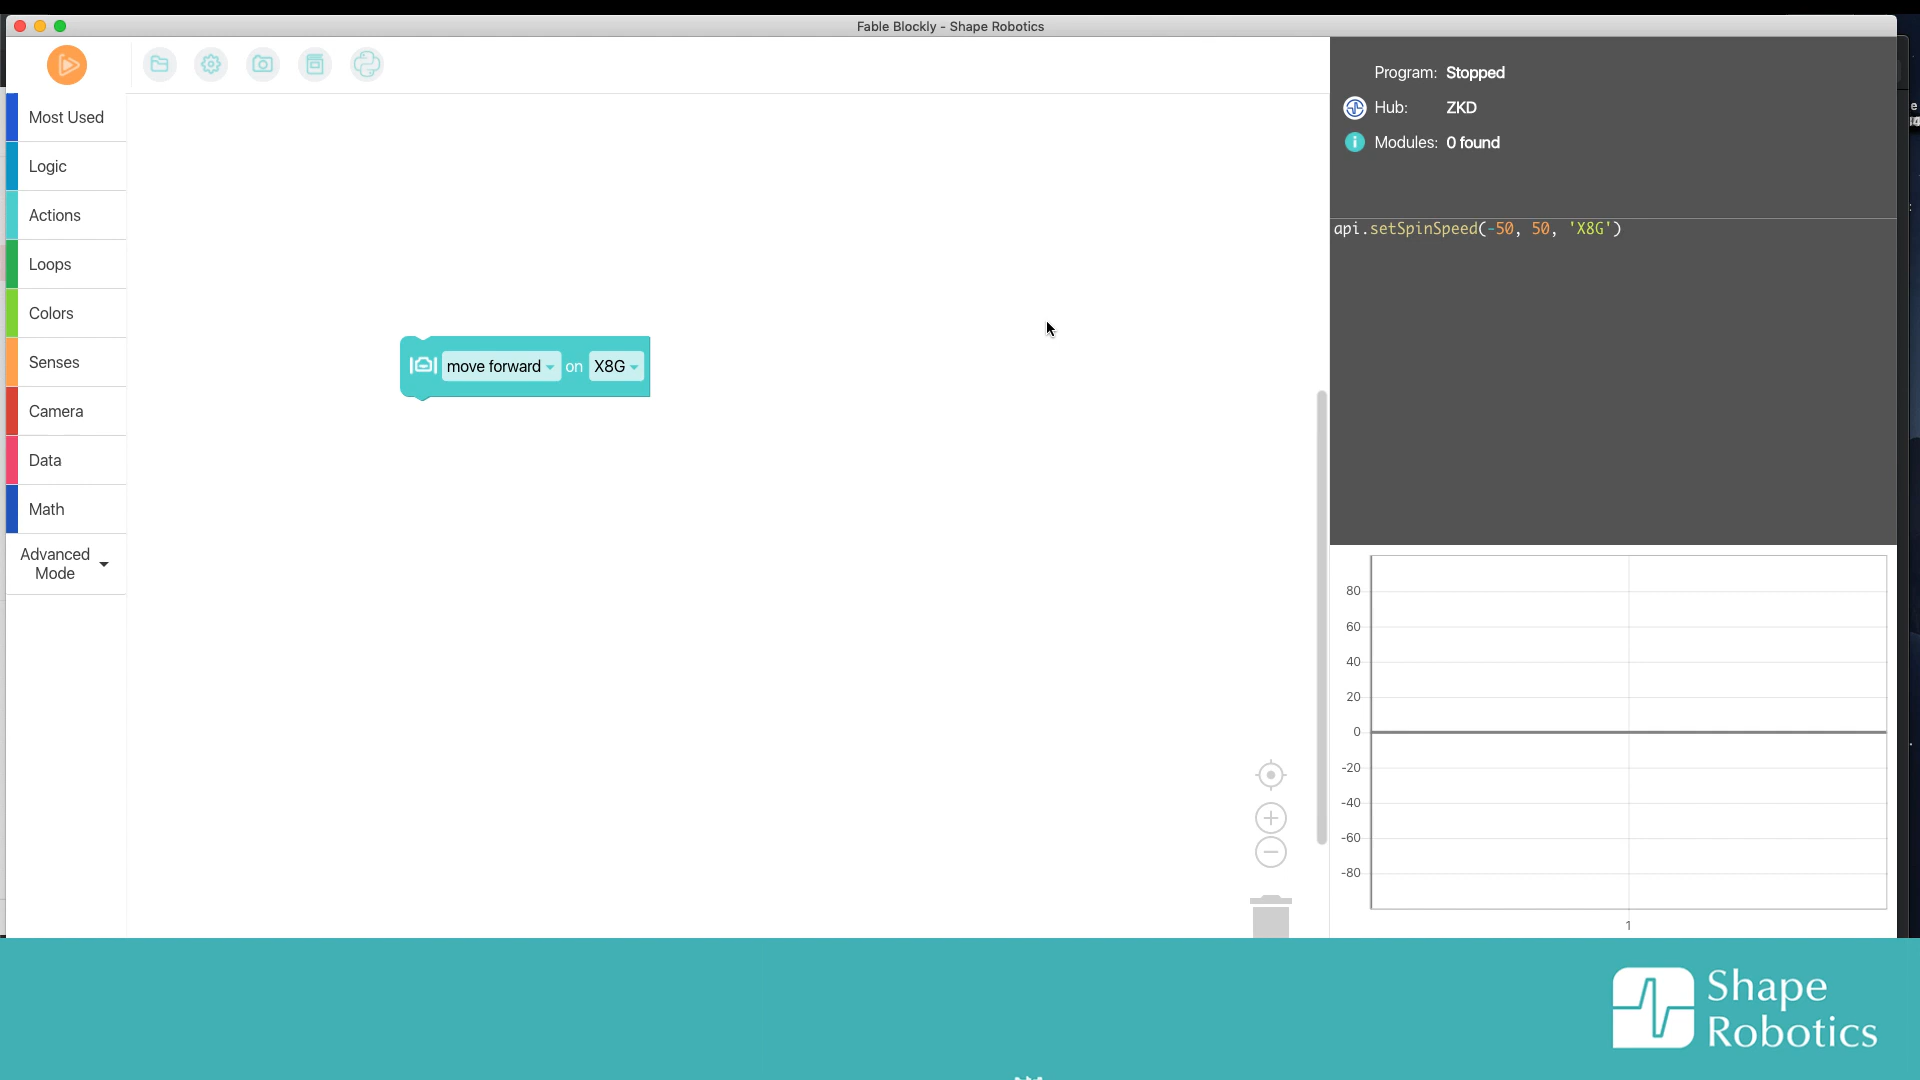 Fable Blockly - Shape Robotics
Program: Stopped
Hub: ZKD
Modules: 0 found
Most Used
Logic
Actions
Loops
Colors
Senses
Camera
Data
Math
Advanced
Mode
move forward on X8G
api.setSpinSpeed(-50, 50, 'X8G')
80
60
40
20
0
-20
-40
-60
-80
1
Shape
Robotics